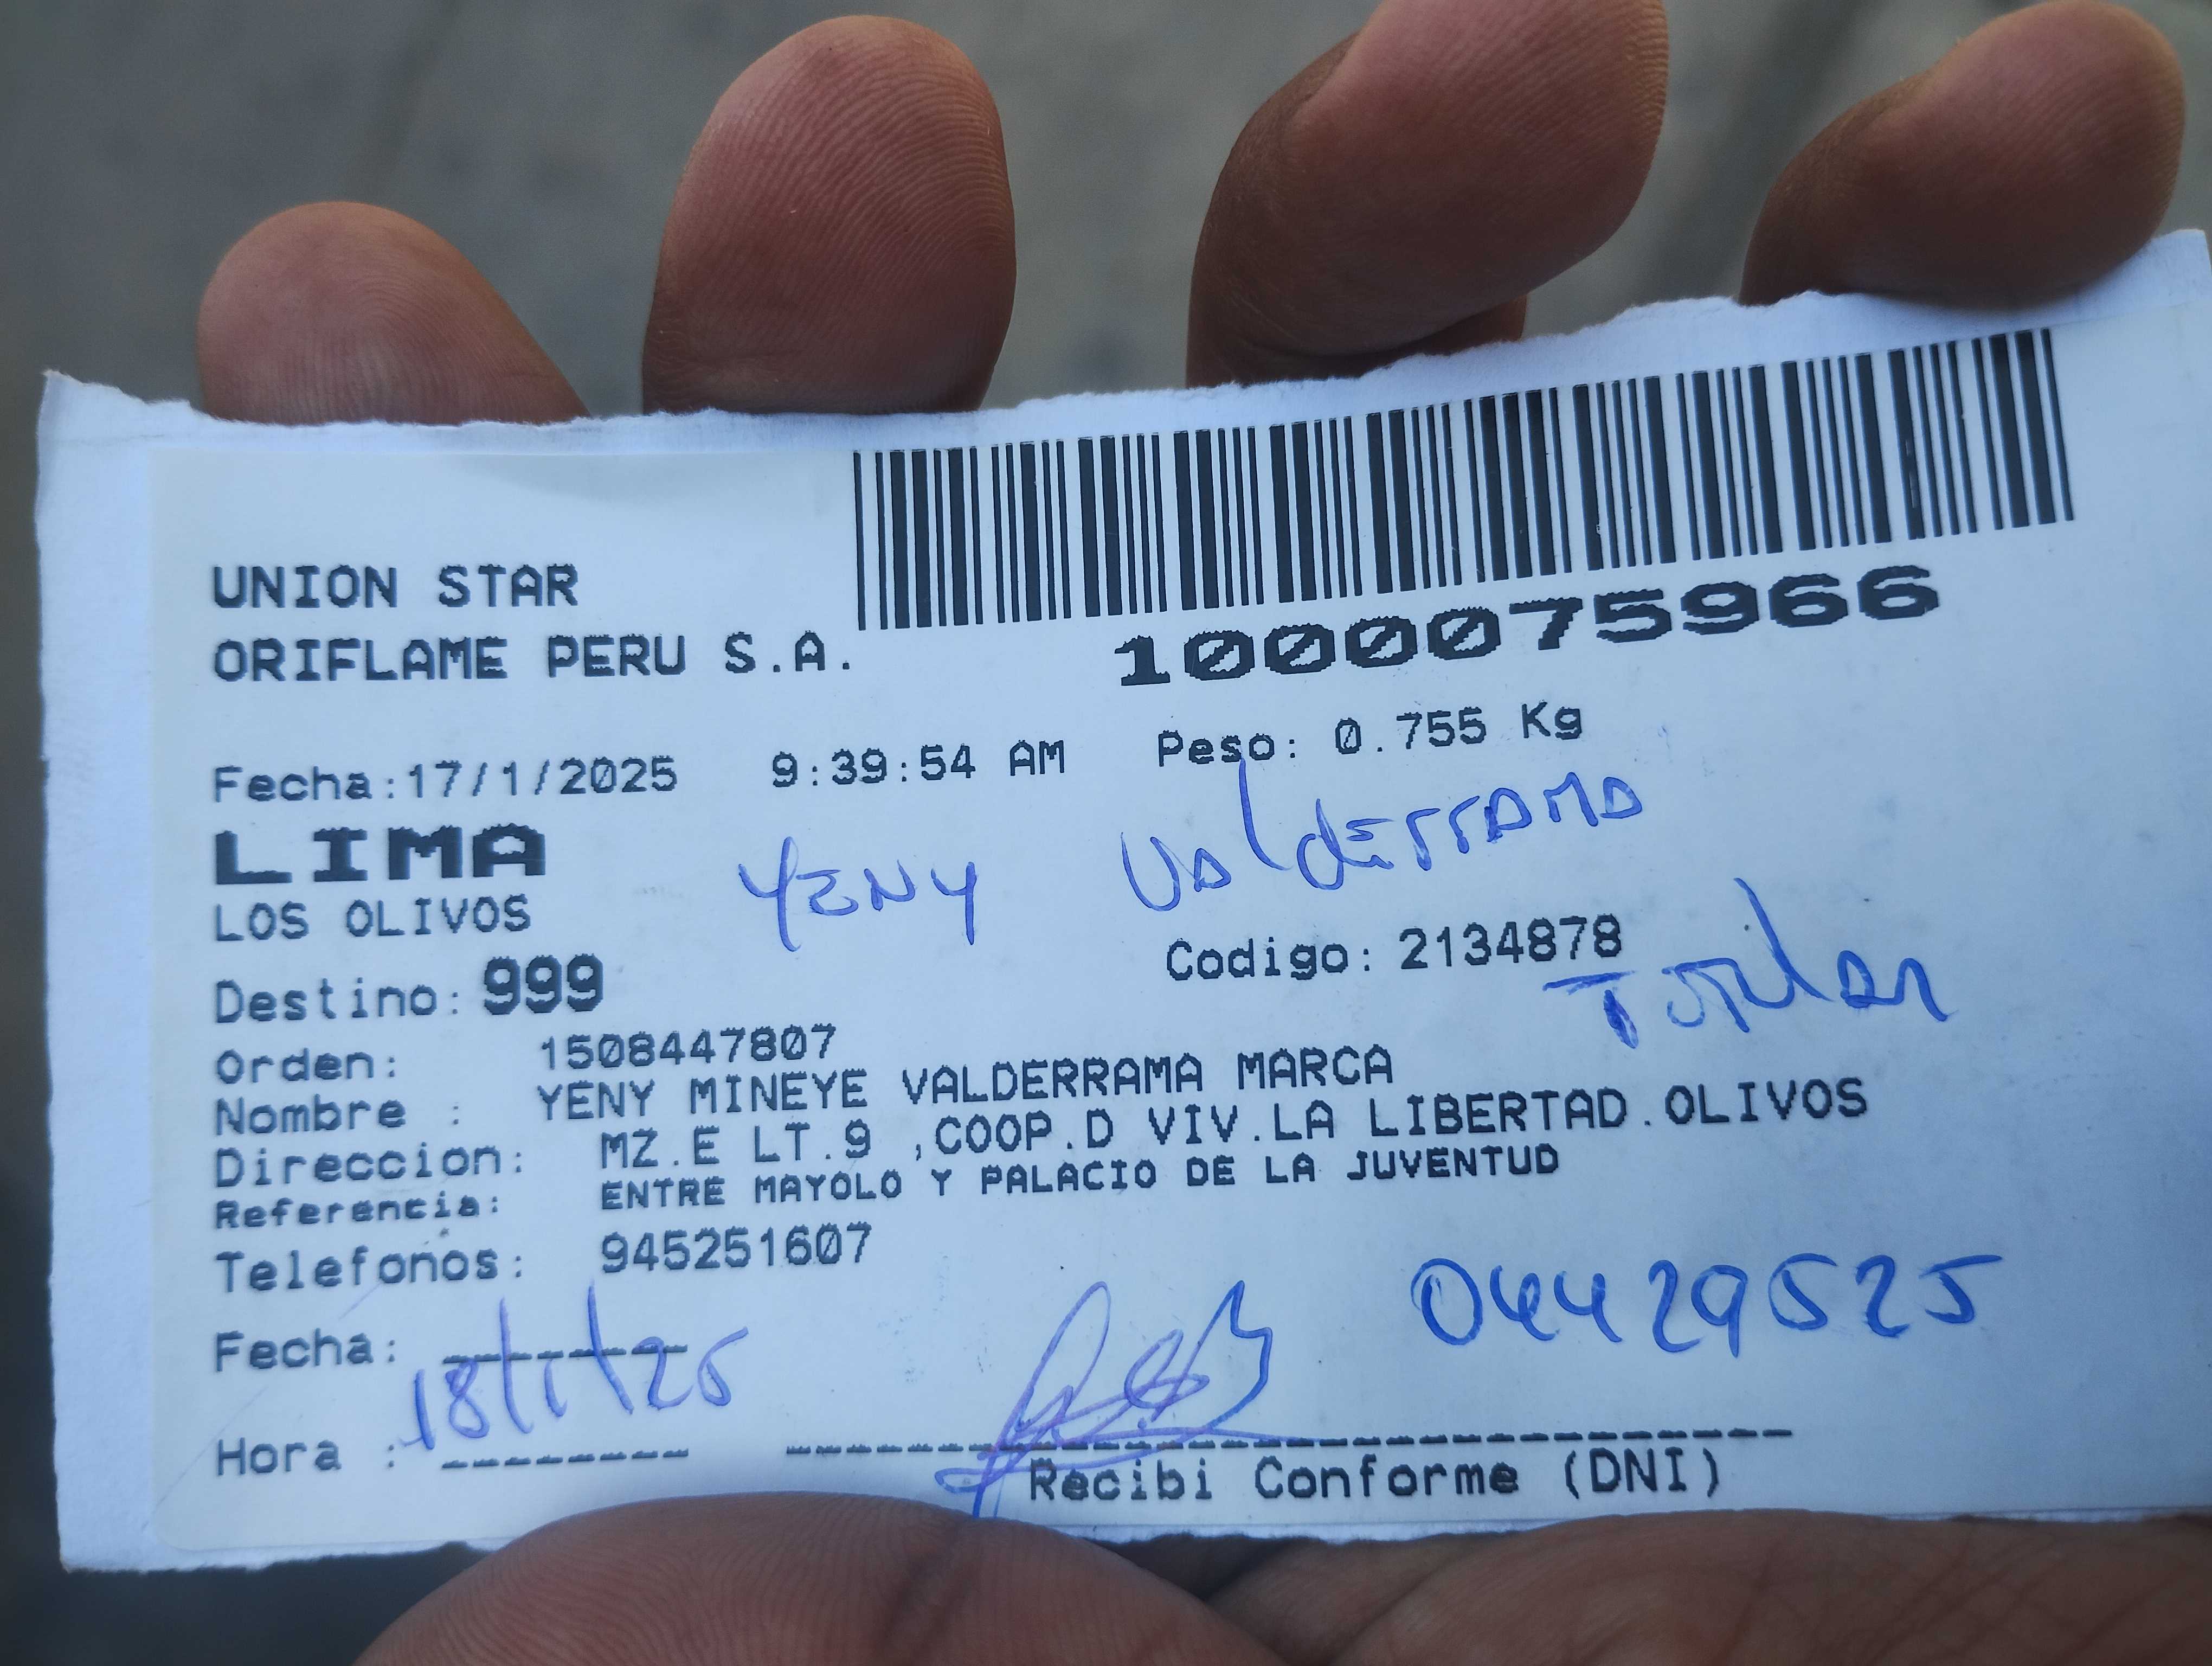 UNION STAR
ORIFLAME PERU S.A.
1000075966
Fecha:17/1/2025 9:39:54 AM Peso: 0.755 Kg
LIMA
YENY Valderrama
LOS OLIVOS
Codigo: 2134878
Titular
Destino: 999
Orden: 1508447807
Nombre : YENY MINEYE VALDERRAMA MARCA
Direccion: MZ.E LT.9 ,COOP.D VIV.LA LIBERTAD.OLIVOS
Referencia: ENTRE MAYOLO Y PALACIO DE LA JUVENTUD
Telefonos: 945251607
04429525
Fecha: 18/1/25
Hora :
Recibi Conforme (DNI)